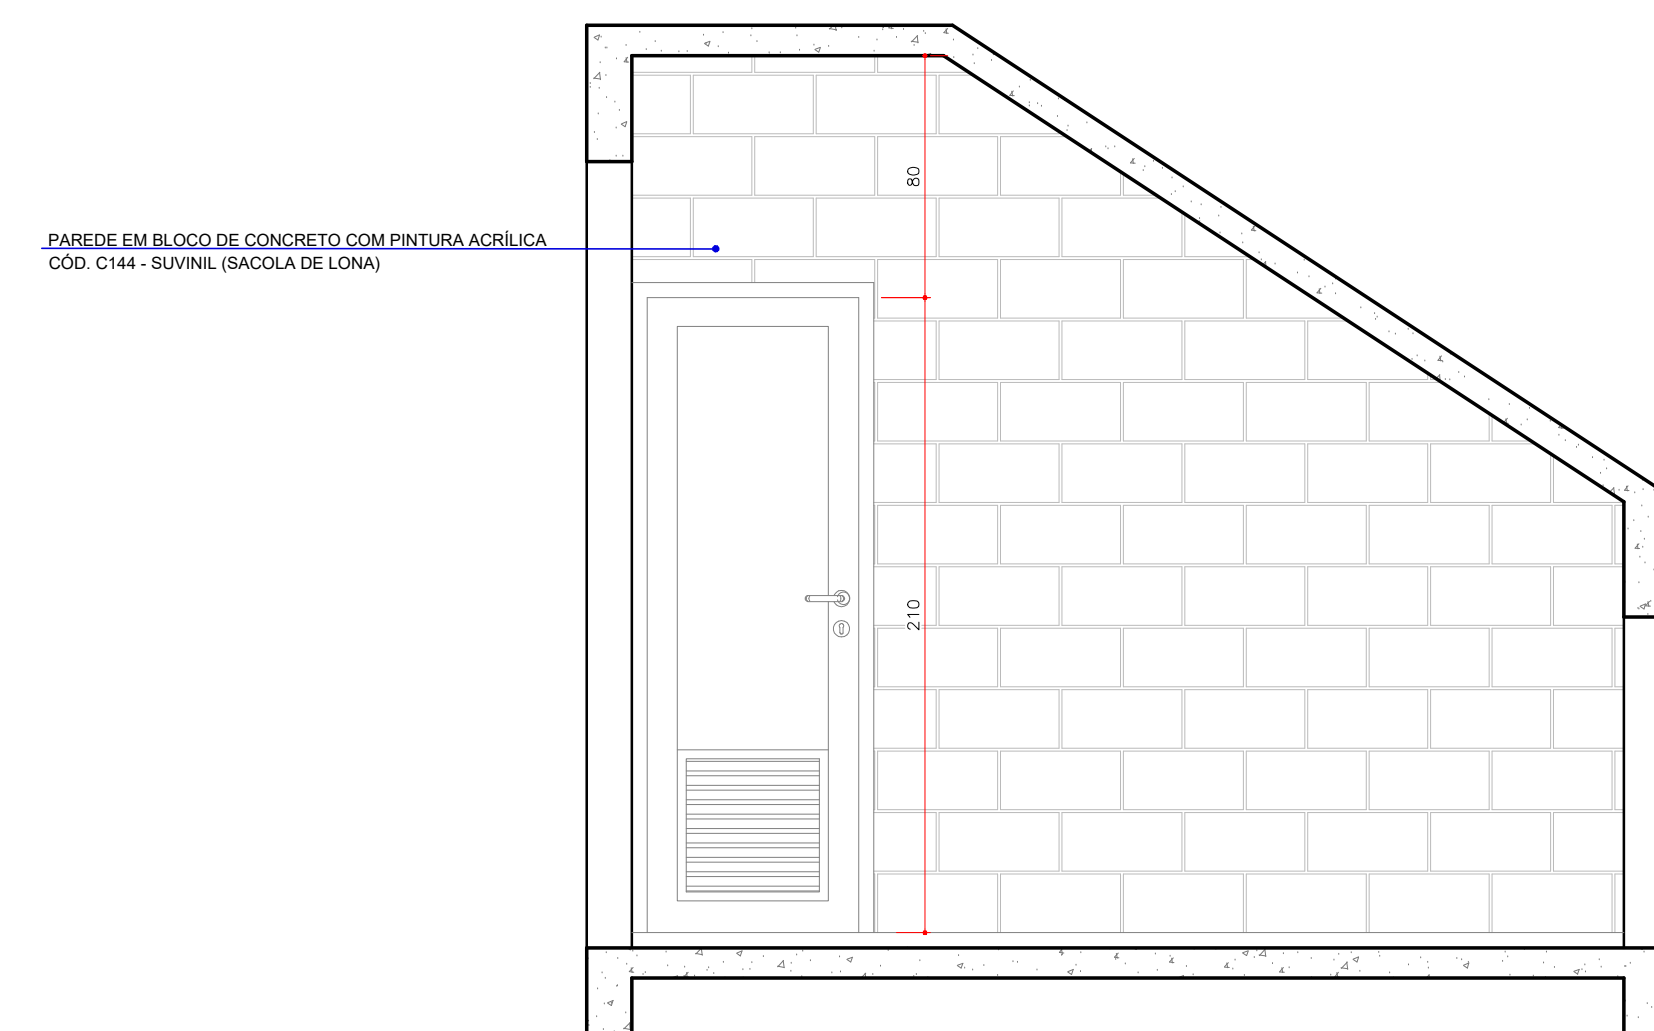 80
PAREDE EM BLOCO DE CONCRETO COM PINTURA ACRÍLICA
CÓD. C144 - SUVINIL (SACOLA DE LONA)
210